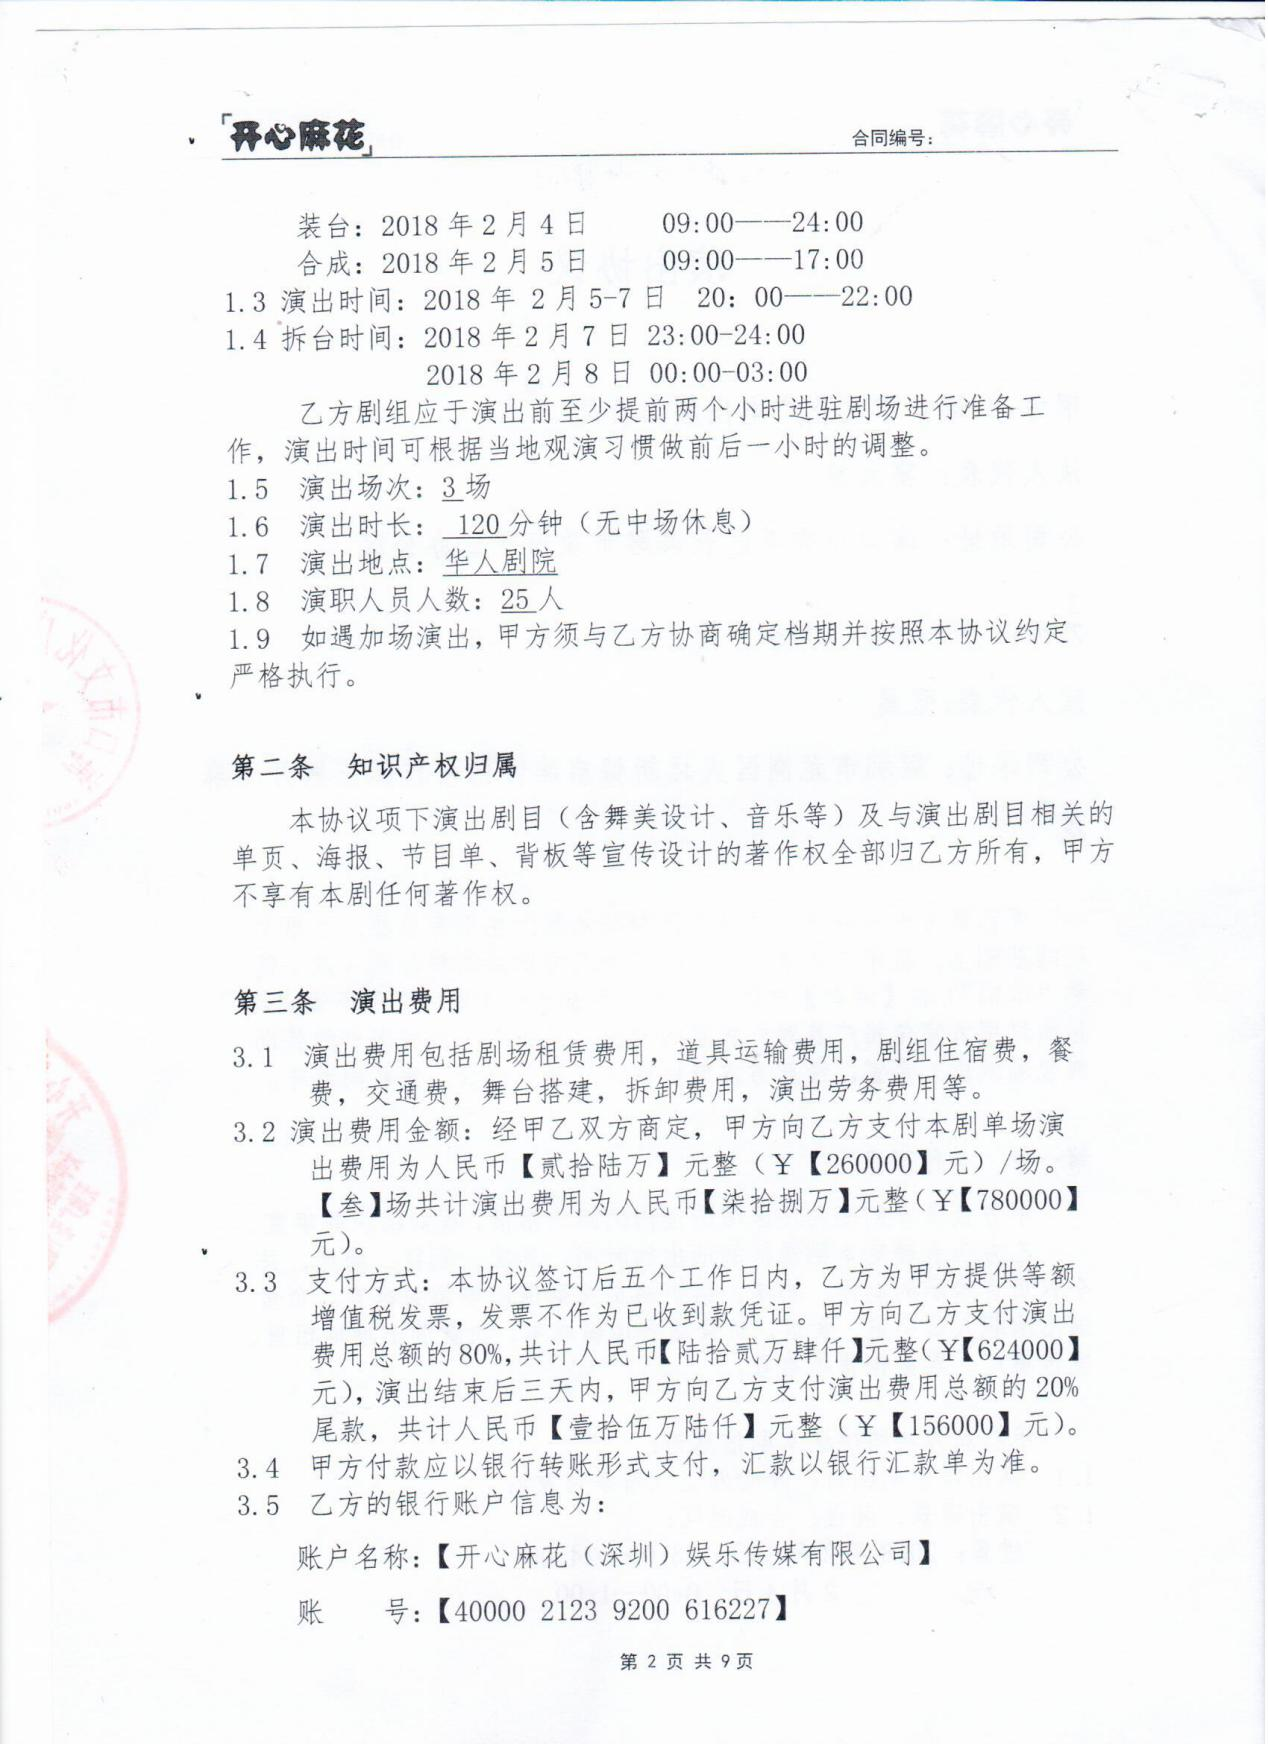 「开心麻花」
合同编号：
装台：2018 年 2 月 4 日 09:00——24:00
合成：2018 年 2 月 5 日 09:00——17:00
1.3 演出时间：2018 年 2 月 5-7 日 20：00——22:00
1.4 拆台时间：2018 年 2 月 7 日 23:00-24:00
2018 年 2 月 8 日 00:00-03:00
乙方剧组应于演出前至少提前两个小时进驻剧场进行准备工
作，演出时间可根据当地观演习惯做前后一小时的调整。
1.5 演出场次：3 场
1.6 演出时长： 120 分钟（无中场休息）
1.7 演出地点：华人剧院
1.8 演职人员人数：25 人
1.9 如遇加场演出，甲方须与乙方协商确定档期并按照本协议约定
严格执行。
第二条 知识产权归属
本协议项下演出剧目（含舞美设计、音乐等）及与演出剧目相关的
单页、海报、节目单、背板等宣传设计的著作权全部归乙方所有，甲方
不享有本剧任何著作权。
第三条 演出费用
3.1 演出费用包括剧场租赁费用，道具运输费用，剧组住宿费，餐
费，交通费，舞台搭建，拆卸费用，演出劳务费用等。
3.2 演出费用金额：经甲乙双方商定，甲方向乙方支付本剧单场演
出费用为人民币【贰拾陆万】元整（￥【260000】元）/场。
【叁】场共计演出费用为人民币【柒拾捌万】元整（￥【780000】
元）。
3.3 支付方式：本协议签订后五个工作日内，乙方为甲方提供等额
增值税发票，发票不作为已收到款凭证。甲方向乙方支付演出
费用总额的 80%，共计人民币【陆拾贰万肆仟】元整（￥【624000】
元），演出结束后三天内，甲方向乙方支付演出费用总额的 20%
尾款，共计人民币【壹拾伍万陆仟】元整（￥【156000】元）。
3.4 甲方付款应以银行转账形式支付，汇款以银行汇款单为准。
3.5 乙方的银行账户信息为：
账户名称：【开心麻花（深圳）娱乐传媒有限公司】
账 号：【40000 2123 9200 616227】
第 2 页 共 9 页